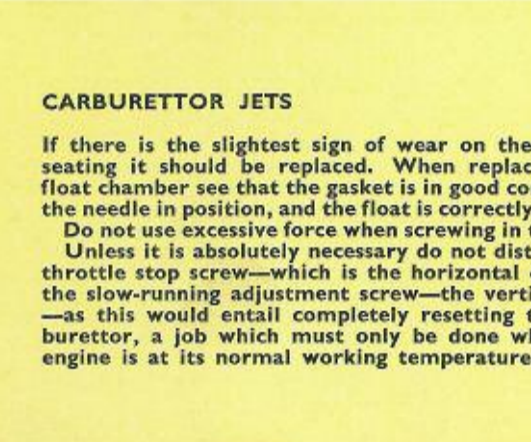 CARBURETTOR JETS
If there is the slightest sign of wear on the
seating it should be replaced. When replac
float chamber see that the gasket is in good co
the needle in position, and the float is correctly
Do not use excessive force when screwing in t
Unless it is absolutely necessary do not dist
throttle stop screw—which is the horizontal
the slow-running adjustment screw—the verti
—as this would entail completely resetting t
burettor, a job which must only be done wh
engine is at its normal working temperature